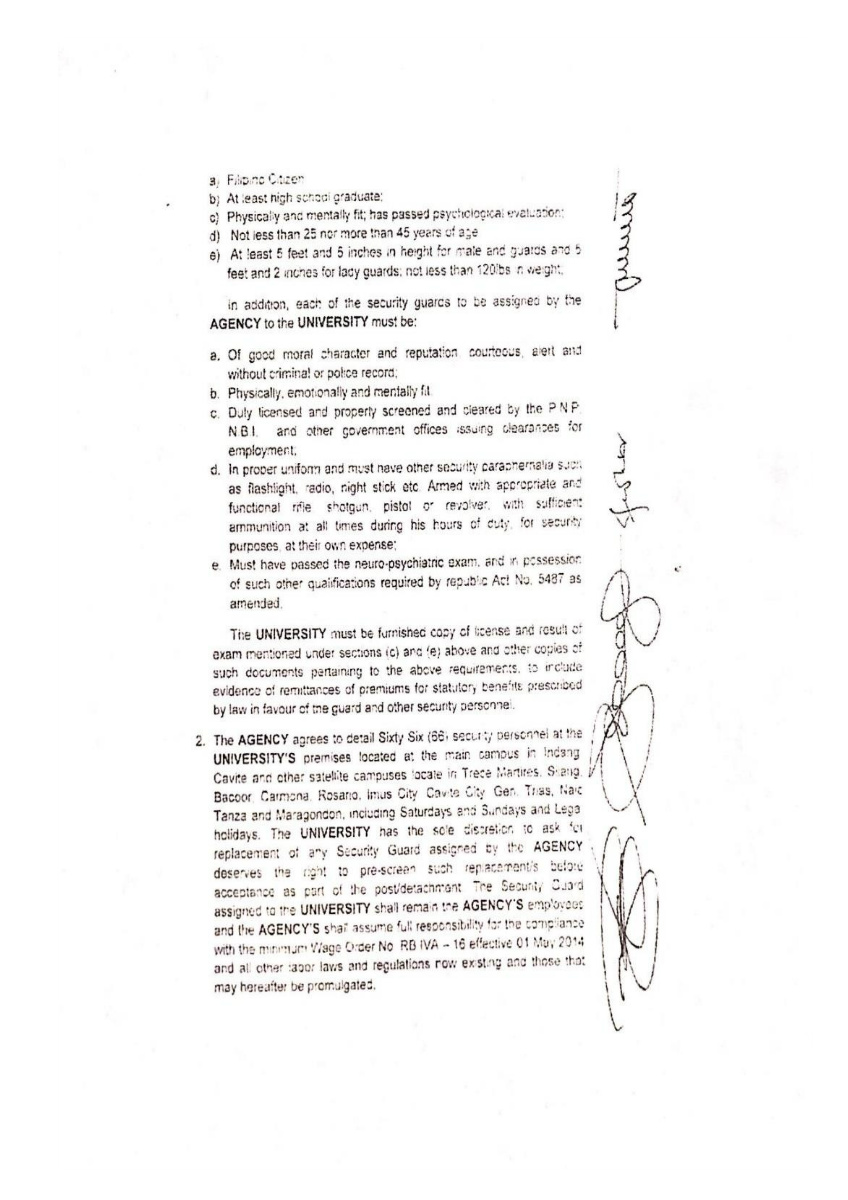 a) Filipino Citizen
b) At least high school graduate;
c) Physically and mentally fit; has passed psychological evaluation;
d) Not less than 25 nor more than 45 years of age
e) At least 5 feet and 5 inches in height for male and guards and 5
feet and 2 inches for lady guards; not less than 120lbs in weight;
In addition, each of the security guards to be assigned by the
AGENCY to the UNIVERSITY must be:
a. Of good moral character and reputation courteous, alert and
without criminal or police record;
b. Physically, emotionally and mentally fit.
c. Duly licensed and properly screened and cleared by the P.N.P.
N.B.I. and other government offices issuing clearances for
employment;
d. In proper uniform and must have other security paraphernalia such
as flashlight, radio, night stick etc. Armed with appropriate and
functional rifle shotgun, pistol or revolver, with sufficient
ammunition at all times during his hours of duty, for security
purposes, at their own expense;
e. Must have passed the neuro-psychiatric exam, and in possession
of such other qualifications required by republic Act No. 5487 as
amended.
The UNIVERSITY must be furnished copy of license and result of
exam mentioned under sections (c) and (e) above and other copies of
such documents pertaining to the above requirements, to include
evidence of remittances of premiums for statutory benefits prescribed
by law in favour of the guard and other security personnel.
2. The AGENCY agrees to detail Sixty Six (66) security personnel at the
UNIVERSITY'S premises located at the main campus in Indang
Cavite and other satellite campuses locate in Trece Martires, Silang,
Bacoor, Carmona, Rosario, Imus City, Cavite City, Gen. Trias, Naic
Tanza and Maragondon, including Saturdays and Sundays and Legal
holidays. The UNIVERSITY has the sole discretion to ask for
replacement of any Security Guard assigned by the AGENCY
deserves the right to pre-screen such replacement/s before
acceptance as part of the post/detachment. The Security Guard
assigned to the UNIVERSITY shall remain the AGENCY'S employees
and the AGENCY'S shall assume full responsibility for the compliance
with the minimum Wage Order No. RB IVA – 16 effective 01 May 2014
and all other labor laws and regulations now existing and those that
may hereafter be promulgated.